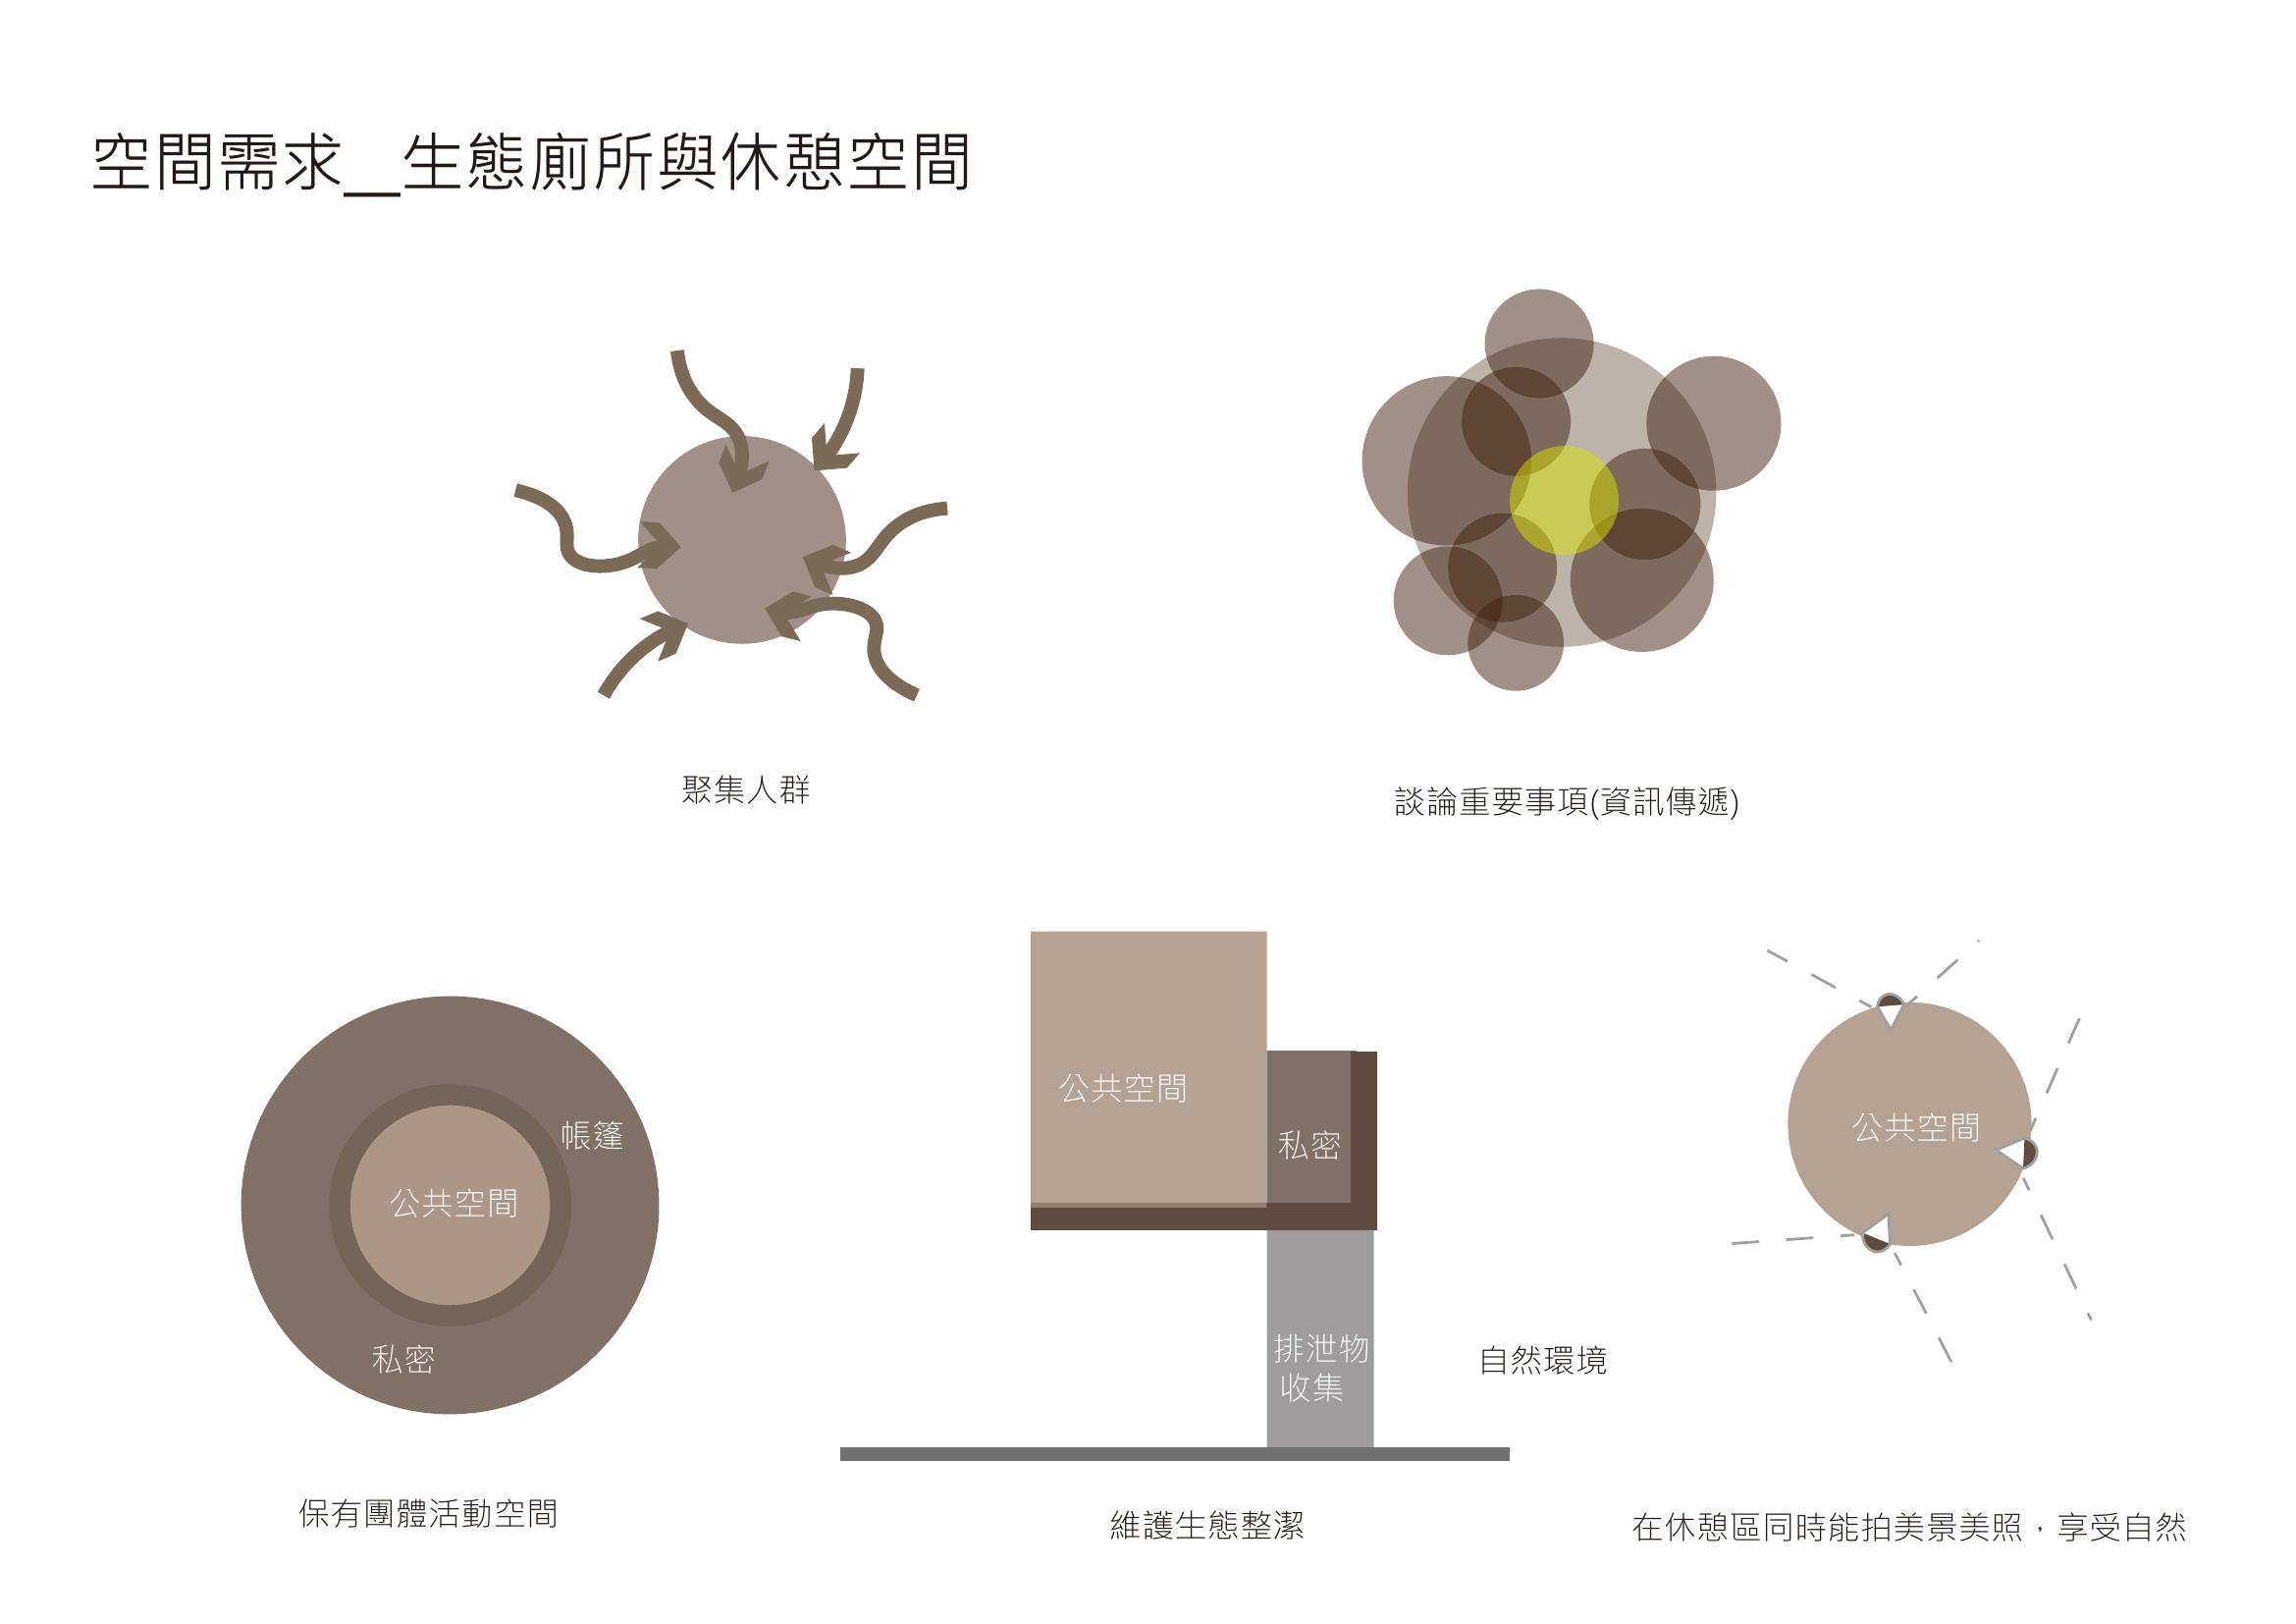 空間需求__生態廁所與休憩空間
聚集人群
談論重要事項(資訊傳遞)
帳篷
公共空間
私密
保有團體活動空間
公共空間
私密
排泄物
收集
維護生態整潔
自然環境
公共空間
在休憩區同時能拍美景美照，享受自然